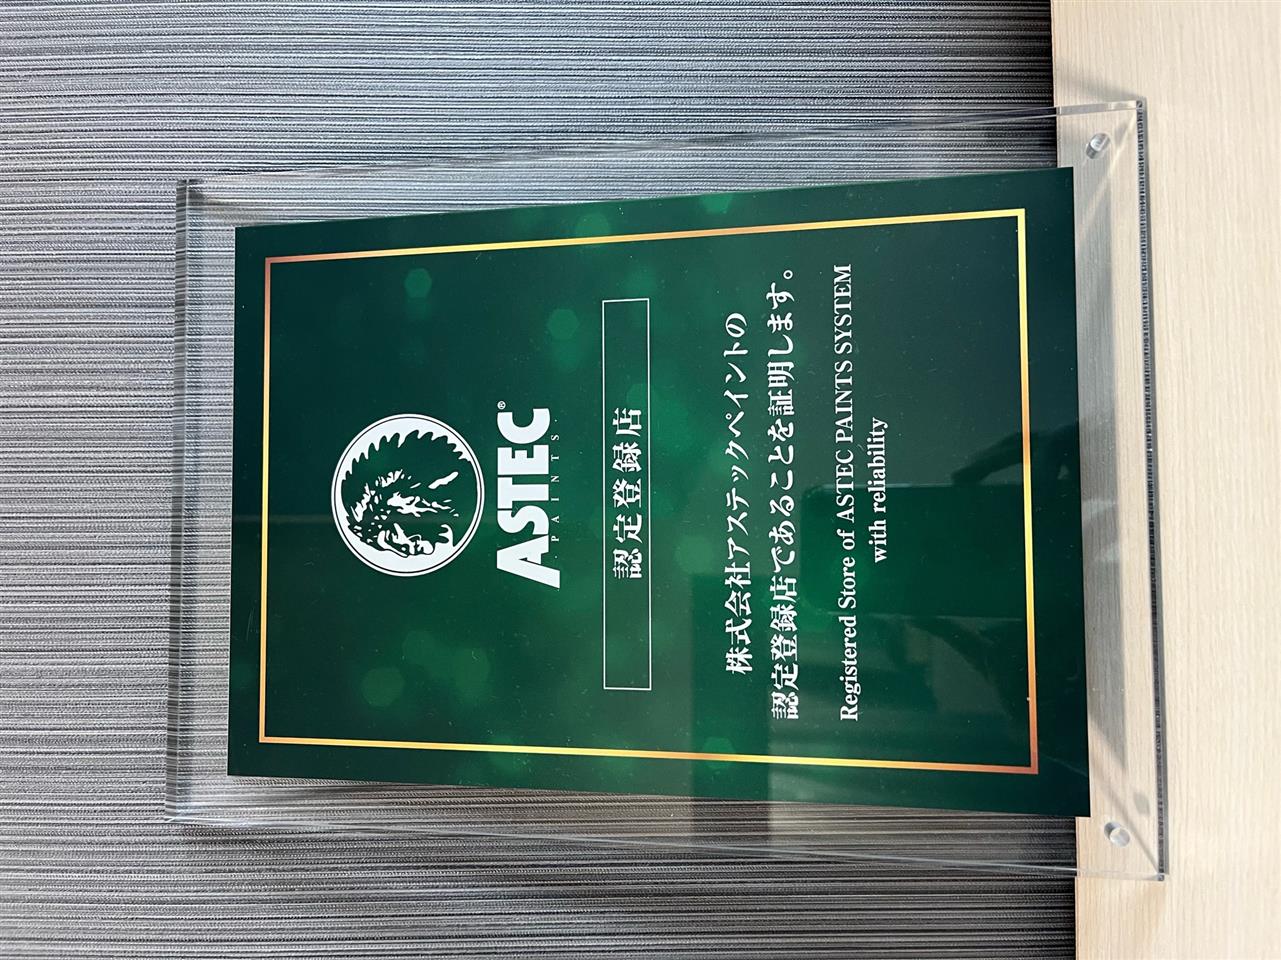 ASTEC®
PAINTS
認定登録店
株式会社アステックペイントの
認定登録店であることを証明します。
Registered Store of ASTEC PAINTS SYSTEM
with reliability